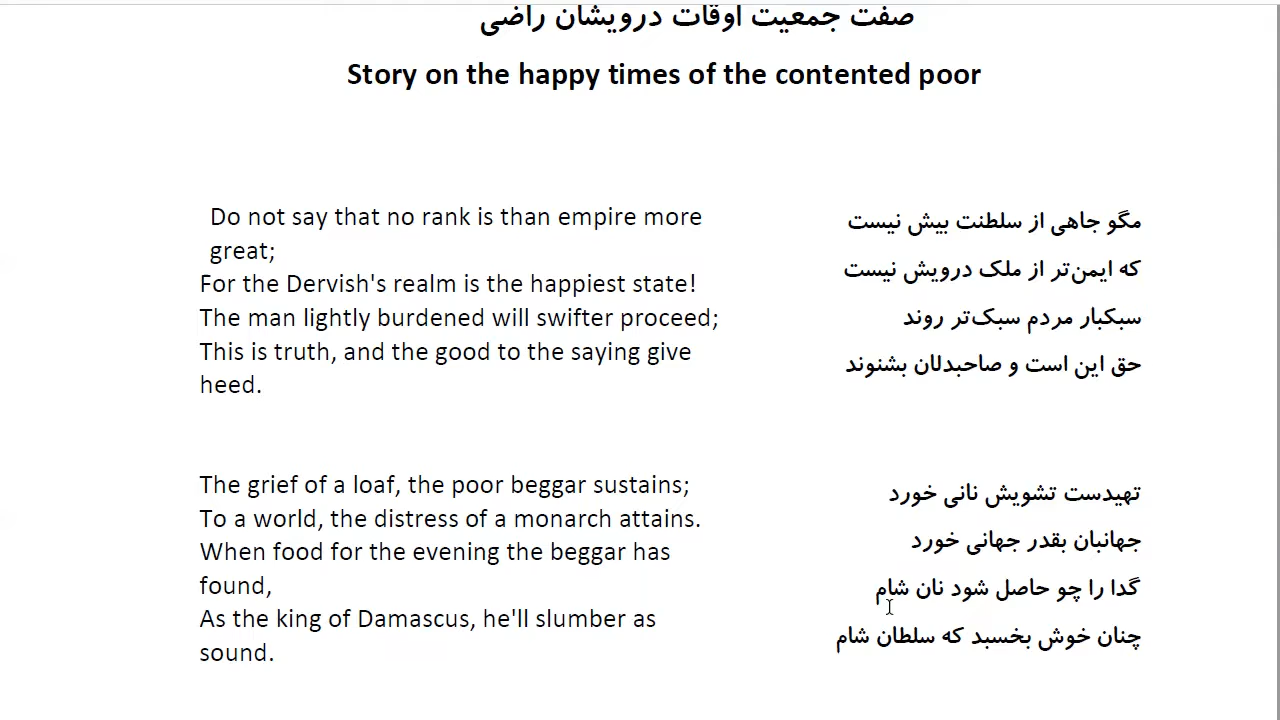 صفت جمعیت اوقات درویشان راضی
Story on the happy times of the contented poor
Do not say that no rank is than empire more
great;
For the Dervish's realm is the happiest state!
The man lightly burdened will swifter proceed;
This is truth, and the good to the saying give
heed.
مگو جاهی از سلطنت بیش نیست
که ایمن‌تر از ملک درویش نیست
سبکبار مردم سبک‌تر روند
حق این است و صاحبدلان بشنوند
The grief of a loaf, the poor beggar sustains;
To a world, the distress of a monarch attains.
When food for the evening the beggar has
found,
As the king of Damascus, he'll slumber as
sound.
تهیدست تشویش نانی خورد
جهانبان بقدر جهانی خورد
گدا را چو حاصل شود نان شام
چنان خوش بخسبد که سلطان شام